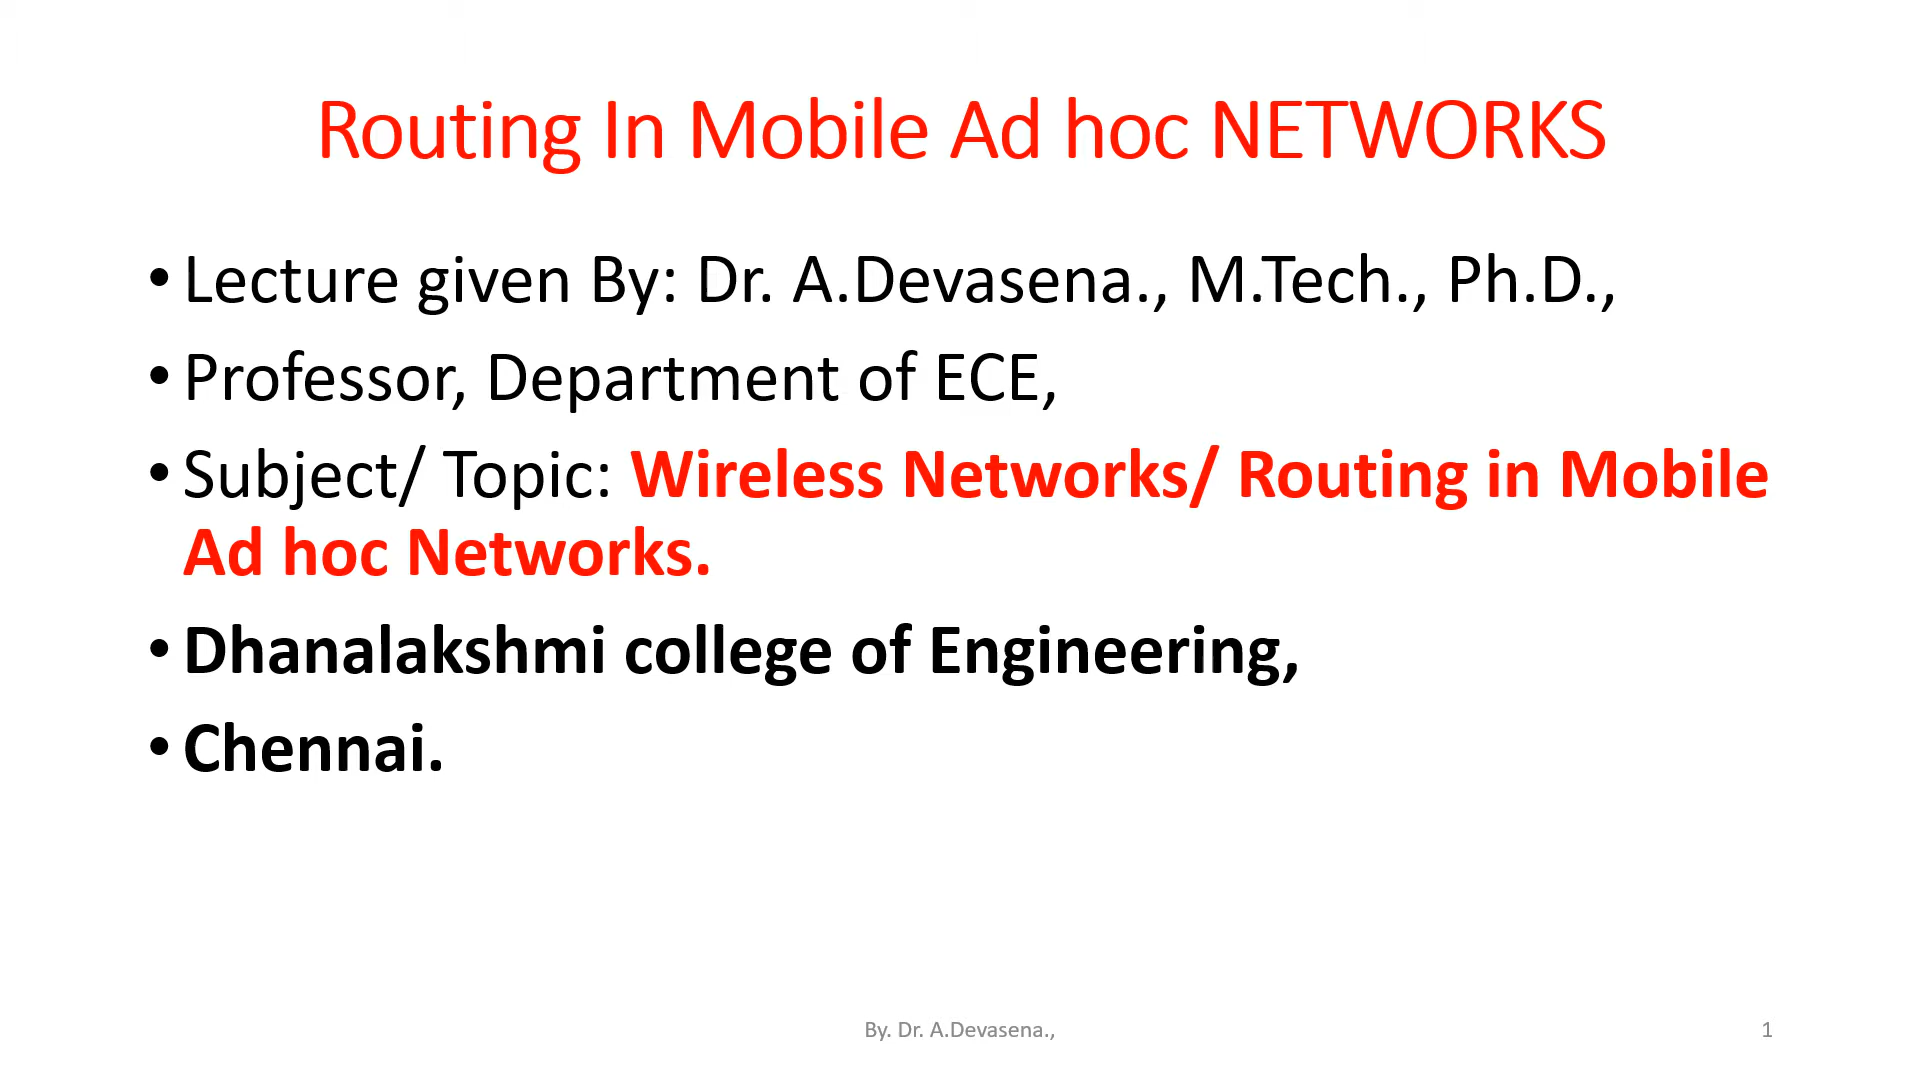 Routing In Mobile Ad hoc NETWORKS
• Lecture given By: Dr. A.Devasena., M.Tech., Ph.D.,
• Professor, Department of ECE,
• Subject/ Topic: Wireless Networks/ Routing in Mobile
Ad hoc Networks.
• Dhanalakshmi college of Engineering,
• Chennai.
By. Dr. A.Devasena.,
1